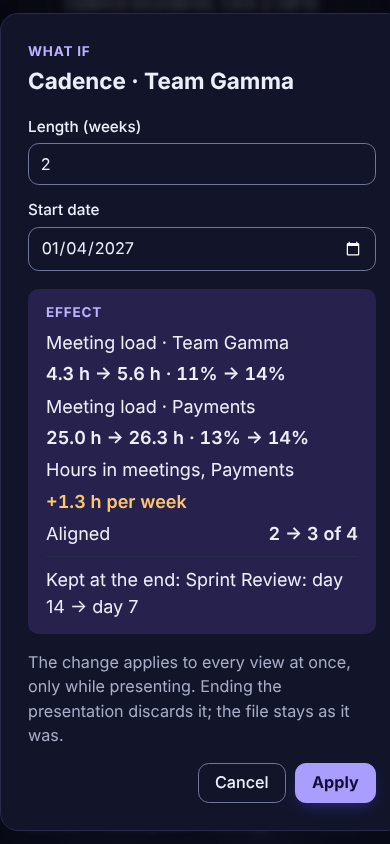 WHAT IF
Cadence · Team Gamma
Length (weeks)
2
Start date
01/04/2027
EFFECT
Meeting load · Team Gamma
4.3 h → 5.6 h · 11% → 14%
Meeting load · Payments
25.0 h → 26.3 h · 13% → 14%
Hours in meetings, Payments
+1.3 h per week
Aligned 2 → 3 of 4
Kept at the end: Sprint Review: day
14 → day 7
The change applies to every view at once,
only while presenting. Ending the
presentation discards it; the file stays as it
was.
Cancel Apply